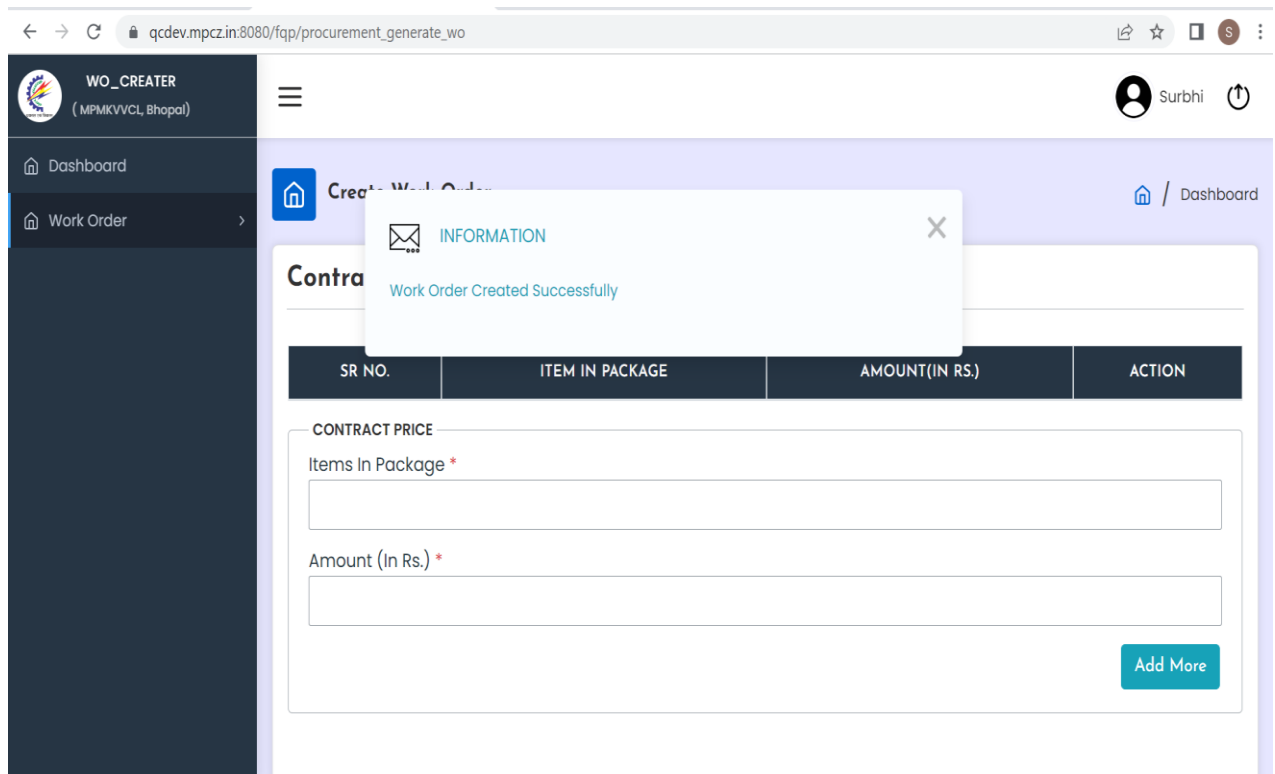 qcdev.mpcz.in:8080/fqp/procurement_generate_wo
S
WO_CREATER
( MPMKVVCL, Bhopal)
Surbhi
Dashboard
Work Order >
/ Dashboard
INFORMATION
Work Order Created Successfully
Contra
SR NO. ITEM IN PACKAGE AMOUNT(IN RS.) ACTION
CONTRACT PRICE
Items In Package *
Amount (In Rs.) *
Add More